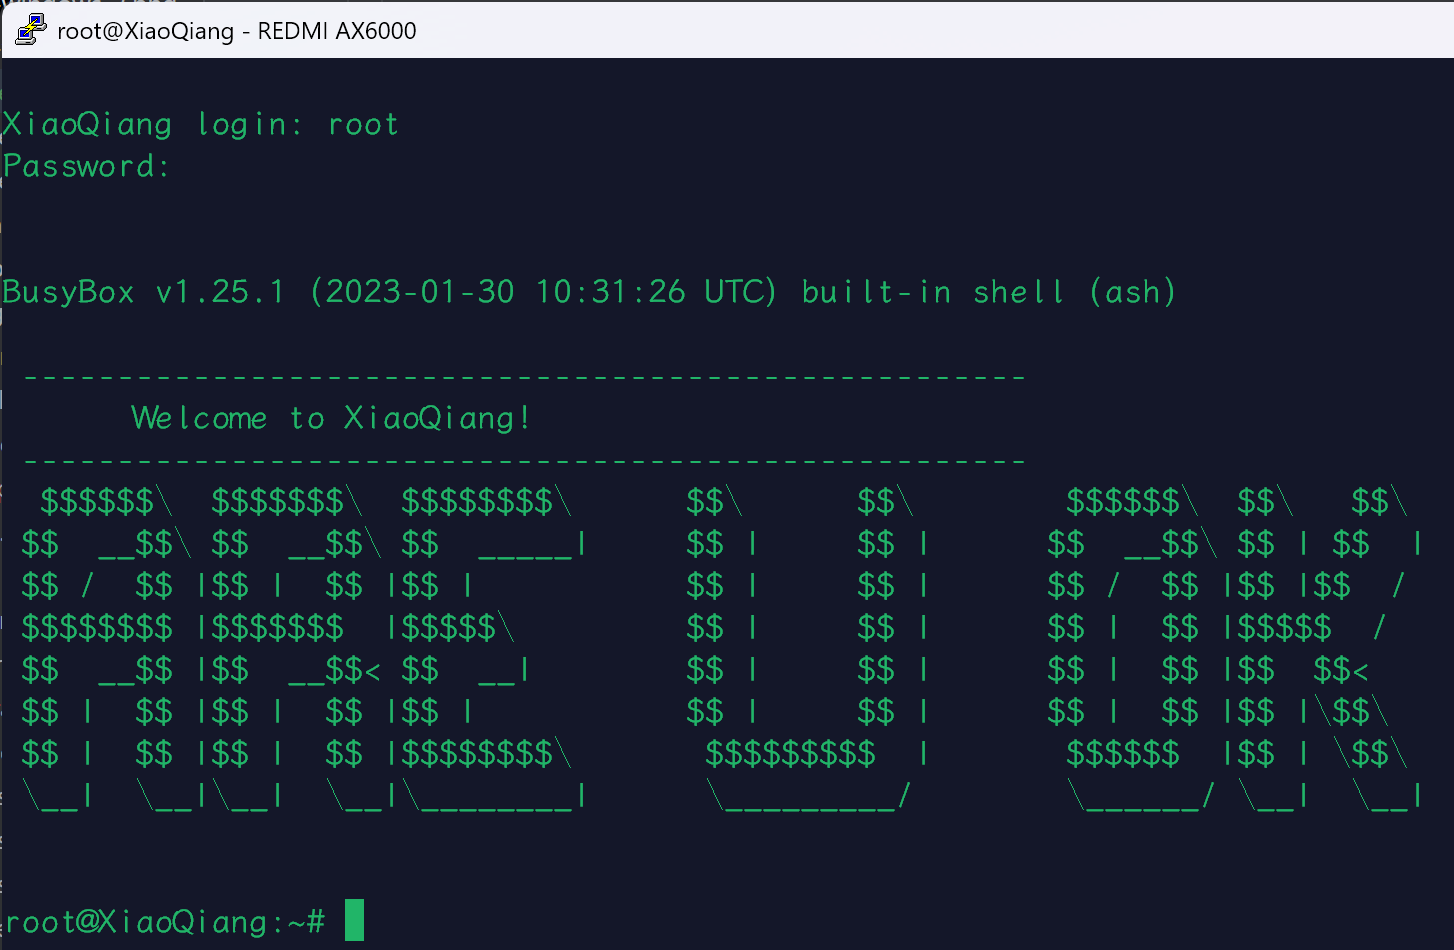 root@XiaoQiang - REDMI AX6000
XiaoQiang login: root
Password:
BusyBox v1.25.1 (2023-01-30 10:31:26 UTC) built-in shell (ash)
 -----------------------------------------------------
       Welcome to XiaoQiang!
 -----------------------------------------------------
  $$$$$$\  $$$$$$$\  $$$$$$$$\      $$\      $$\        $$$$$$\  $$\   $$\
 $$  __$$\ $$  __$$\ $$  _____|     $$ |     $$ |      $$  __$$\ $$ | $$  |
 $$ /  $$ |$$ |  $$ |$$ |           $$ |     $$ |      $$ /  $$ |$$ |$$  /
 $$$$$$$$ |$$$$$$$  |$$$$$\         $$ |     $$ |      $$ |  $$ |$$$$$  /
 $$  __$$ |$$  __$$< $$  __|        $$ |     $$ |      $$ |  $$ |$$  $$<
 $$ |  $$ |$$ |  $$ |$$ |           $$ |     $$ |      $$ |  $$ |$$ |\$$\
 $$ |  $$ |$$ |  $$ |$$$$$$$$\       $$$$$$$$$  |       $$$$$$  |$$ | \$$\
 \__|  \__|\__|  \__|\________|      \_________/        \______/ \__|  \__|
root@XiaoQiang:~#